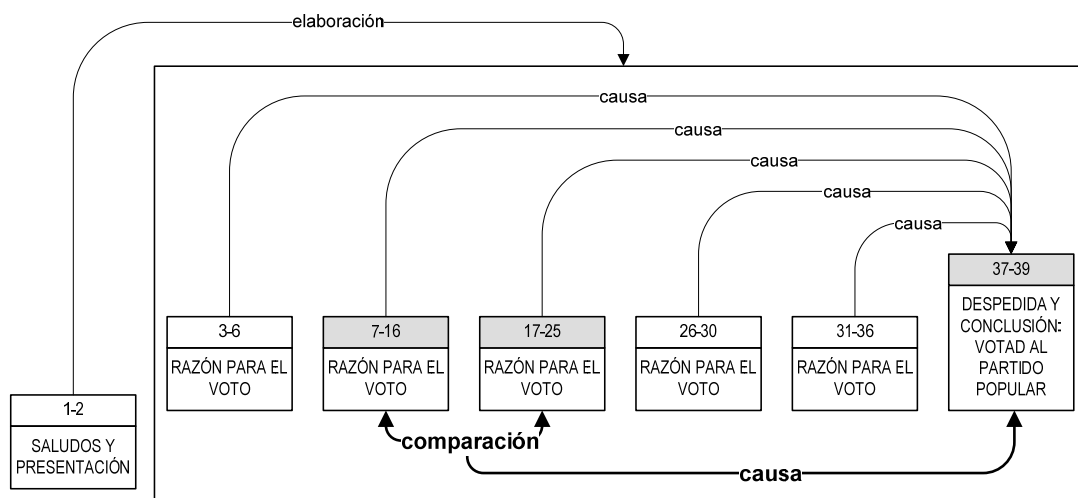 elaboración
causa
causa
causa
causa
causa
37-39
DESPEDIDA Y
CONCLUSIÓN:
VOTAD AL
PARTIDO
POPULAR
3-6
RAZÓN PARA EL
VOTO
7-16
RAZÓN PARA EL
VOTO
17-25
RAZÓN PARA EL
VOTO
26-30
RAZÓN PARA EL
VOTO
31-36
RAZÓN PARA EL
VOTO
1-2
SALUDOS Y
PRESENTACIÓN
comparación
causa